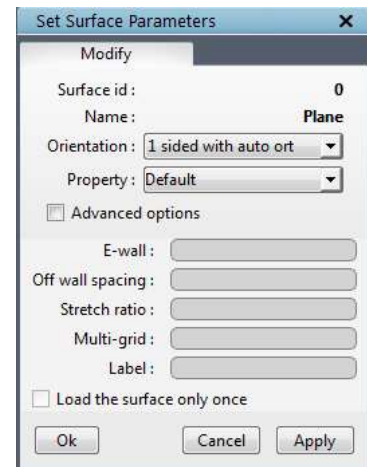 Set Surface Parameters
Modify
Surface id : 0
Name : Plane
Orientation : 1 sided with auto ort
Property : Default
Advanced options
E-wall :
Off wall spacing :
Stretch ratio :
Multi-grid :
Label :
Load the surface only once
Ok Cancel Apply